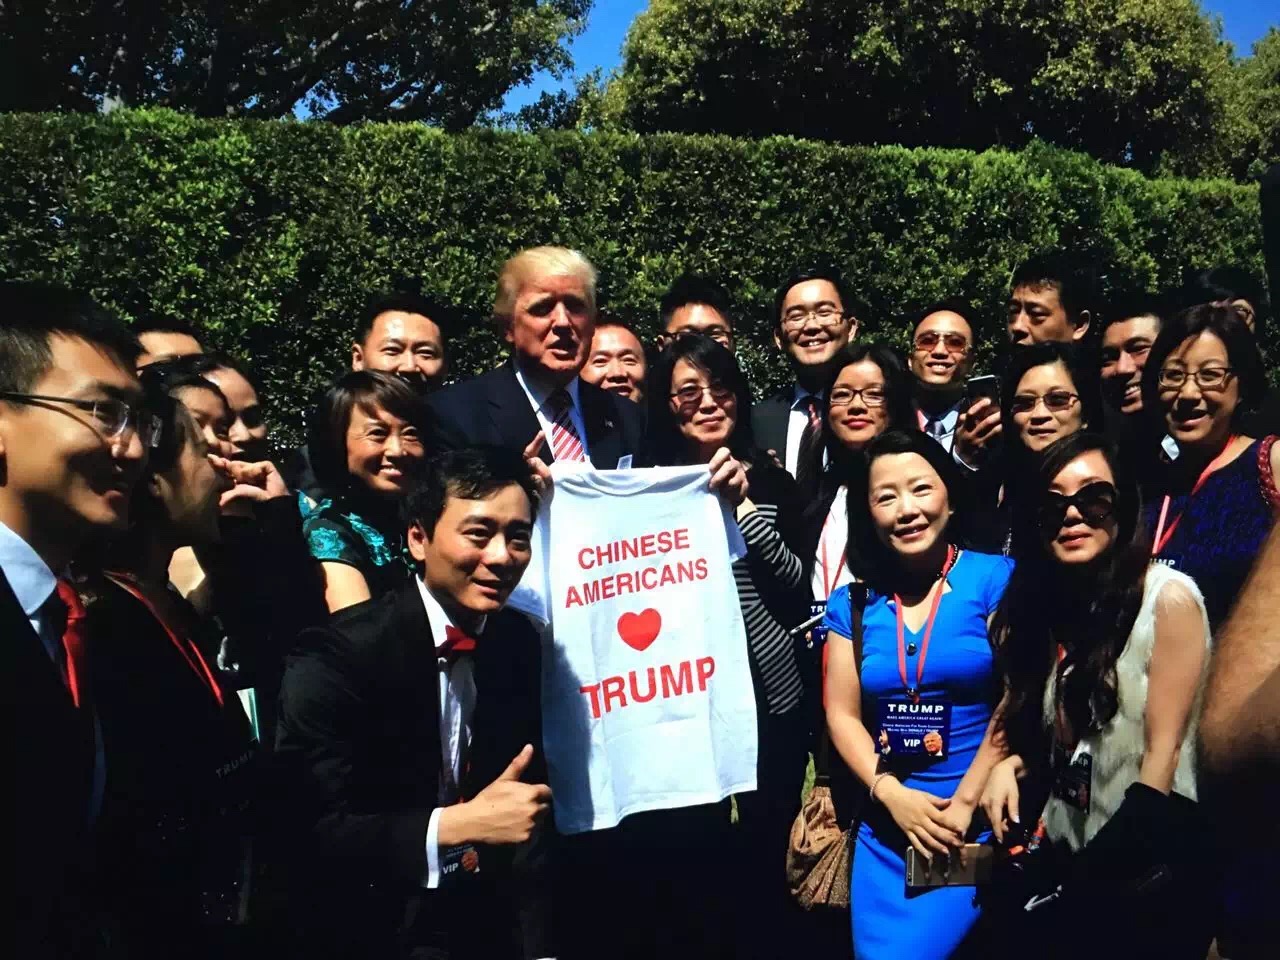 CHINESE
AMERICANS
TRUMP
TRUMP
MAKE AMERICA GREAT AGAIN!
VIP
VIP
TRUMP